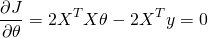 ∂J/∂θ = 2X^T Xθ − 2X^T y = 0